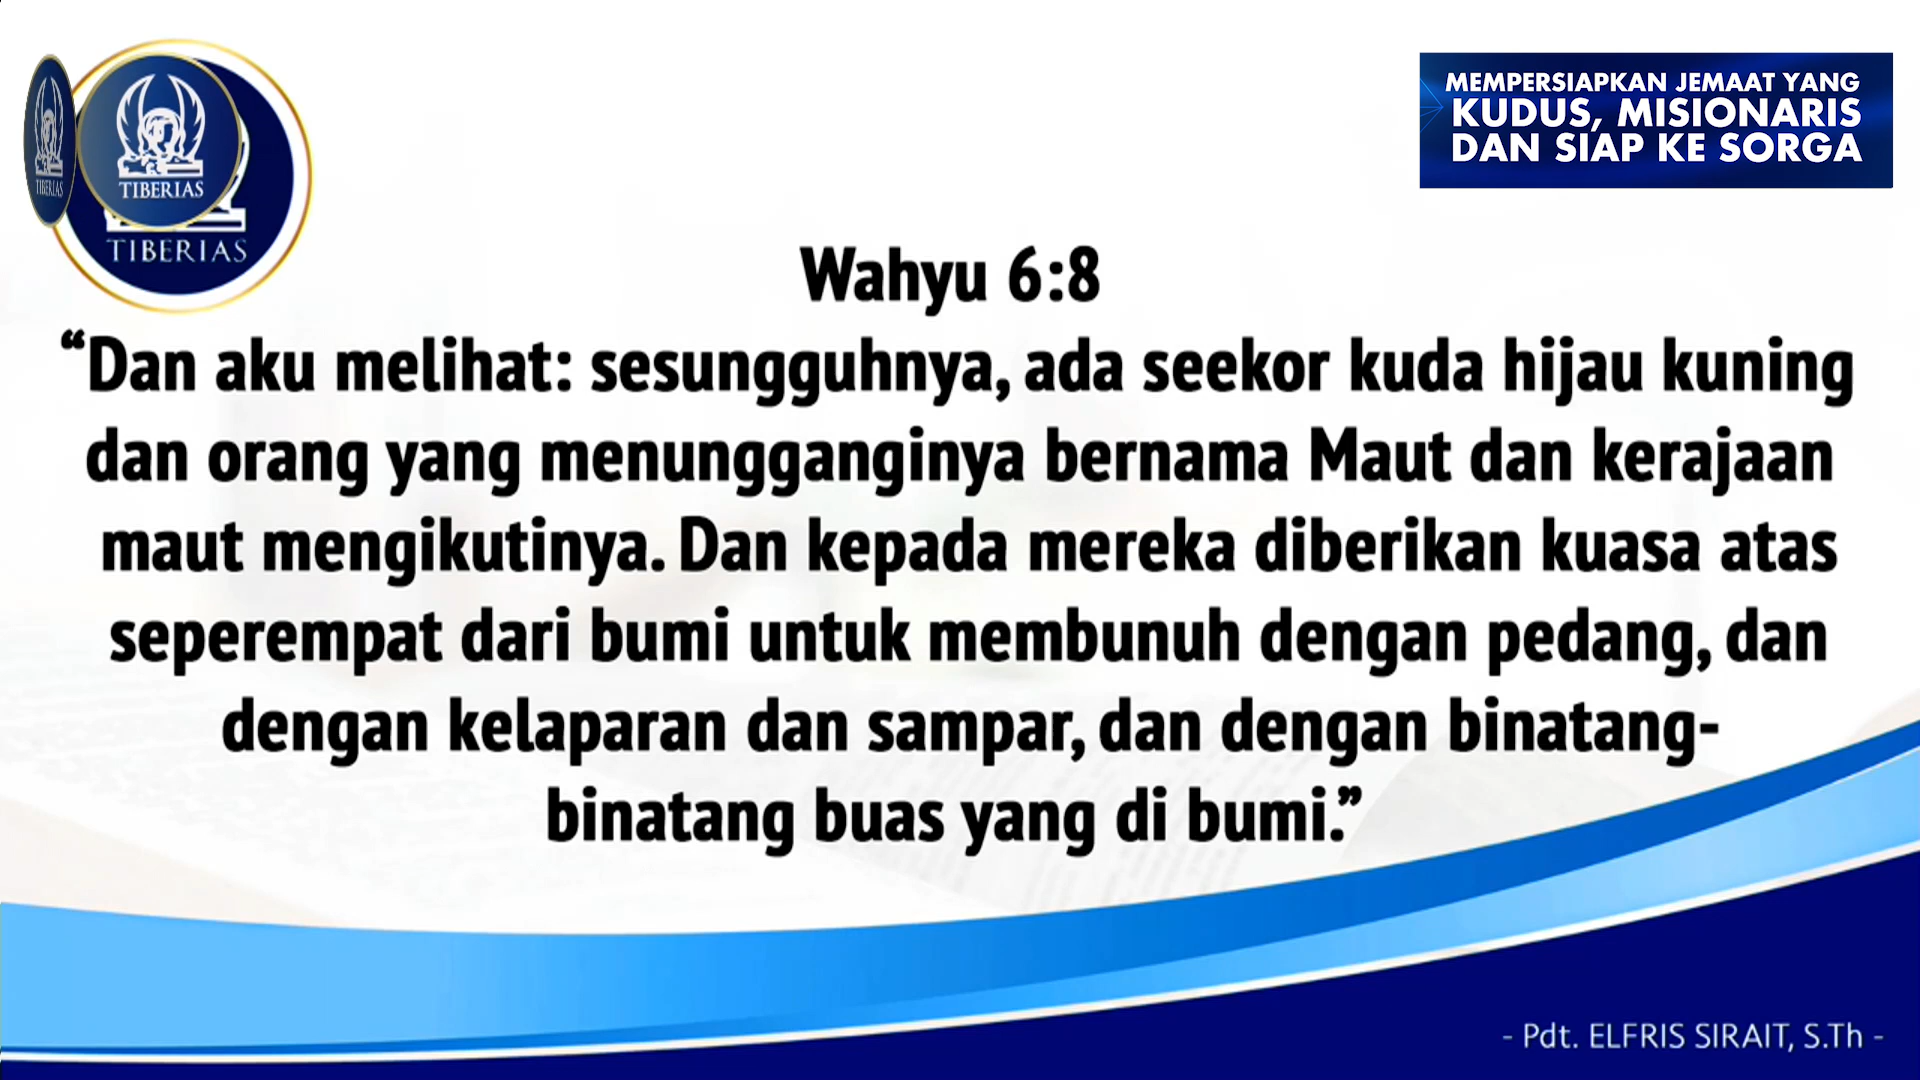 TIBERIAS
TIBERIAS
TIBERIAS
MEMPERSIAPKAN JEMAAT YANG
KUDUS, MISIONARIS
DAN SIAP KE SORGA
Wahyu 6:8
“Dan aku melihat: sesungguhnya, ada seekor kuda hijau kuning
dan orang yang menungganginya bernama Maut dan kerajaan
maut mengikutinya. Dan kepada mereka diberikan kuasa atas
seperempat dari bumi untuk membunuh dengan pedang, dan
dengan kelaparan dan sampar, dan dengan binatang-
binatang buas yang di bumi.”
- Pdt. ELFRIS SIRAIT, S.Th -